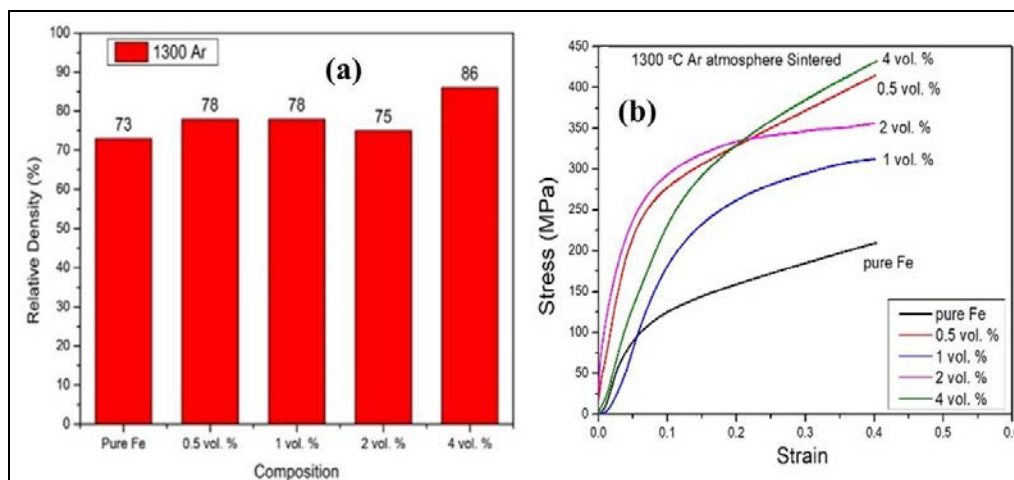 100
90
80
70
60
50
40
30
20
10
0
Relative Density (%)
1300 Ar
(a)
73
78
78
75
86
Pure Fe
0.5 vol. %
1 vol. %
2 vol. %
4 vol. %
Composition
450
400
350
300
250
200
150
100
50
0
Stress (MPa)
1300 °C Ar atmosphere Sintered
(b)
4 vol. %
0.5 vol. %
2 vol. %
1 vol. %
pure Fe
pure Fe
0.5 vol. %
1 vol. %
2 vol. %
4 vol. %
0.0 0.1 0.2 0.3 0.4 0.5
Strain